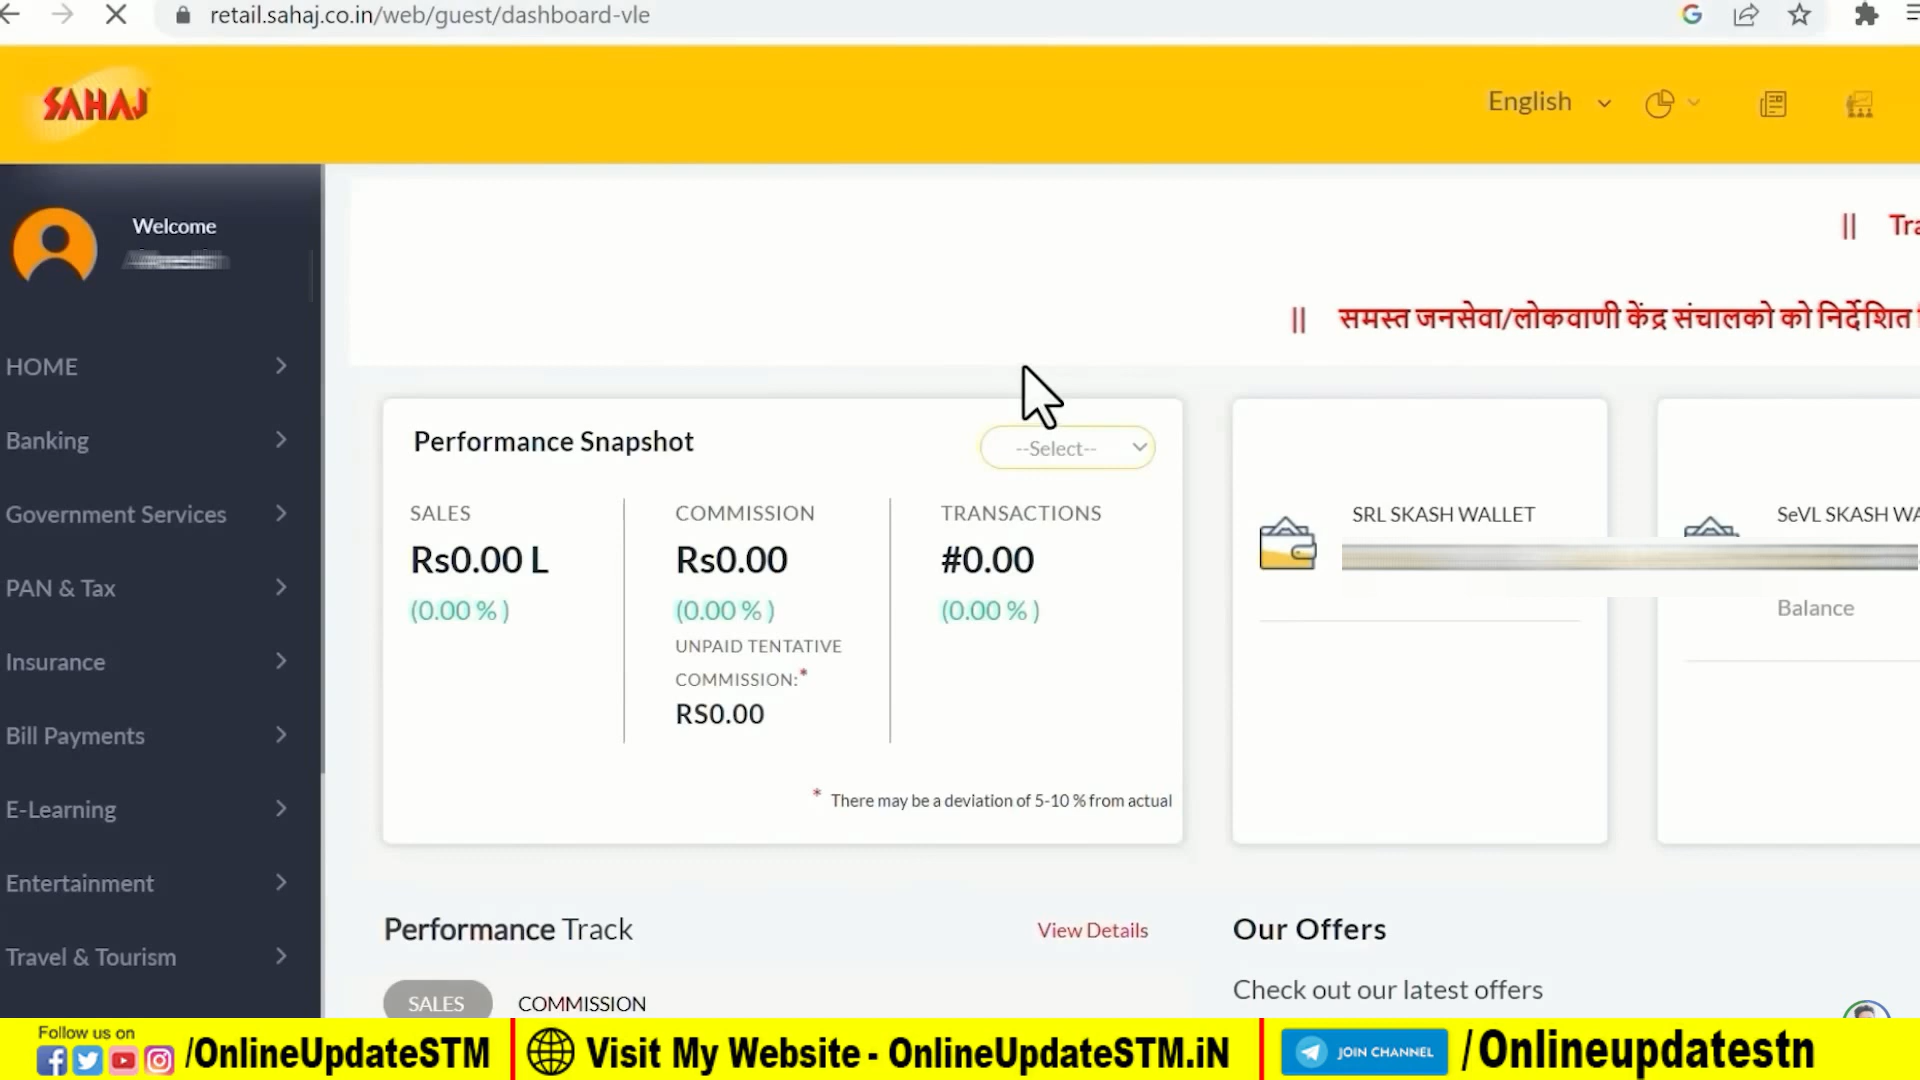 retail.sahaj.co.in/web/guest/dashboard-vle
SAHAJ
English
Welcome
|| Tra
|| समस्त जनसेवा/लोकवाणी केंद्र संचालको को निर्देशित
HOME
Banking
Government Services
PAN & Tax
Insurance
Bill Payments
E-Learning
Entertainment
Travel & Tourism
Performance Snapshot
--Select--
SALES
Rs0.00 L
(0.00 % )
COMMISSION
Rs0.00
(0.00 % )
UNPAID TENTATIVE
COMMISSION:*
RS0.00
TRANSACTIONS
#0.00
(0.00 % )
* There may be a deviation of 5-10 % from actual
SRL SKASH WALLET
SeVL SKASH WA
Balance
Performance Track
View Details
SALES
COMMISSION
Our Offers
Check out our latest offers
Follow us on
/OnlineUpdateSTM
Visit My Website - OnlineUpdateSTM.iN
JOIN CHANNEL
/Onlineupdatestn